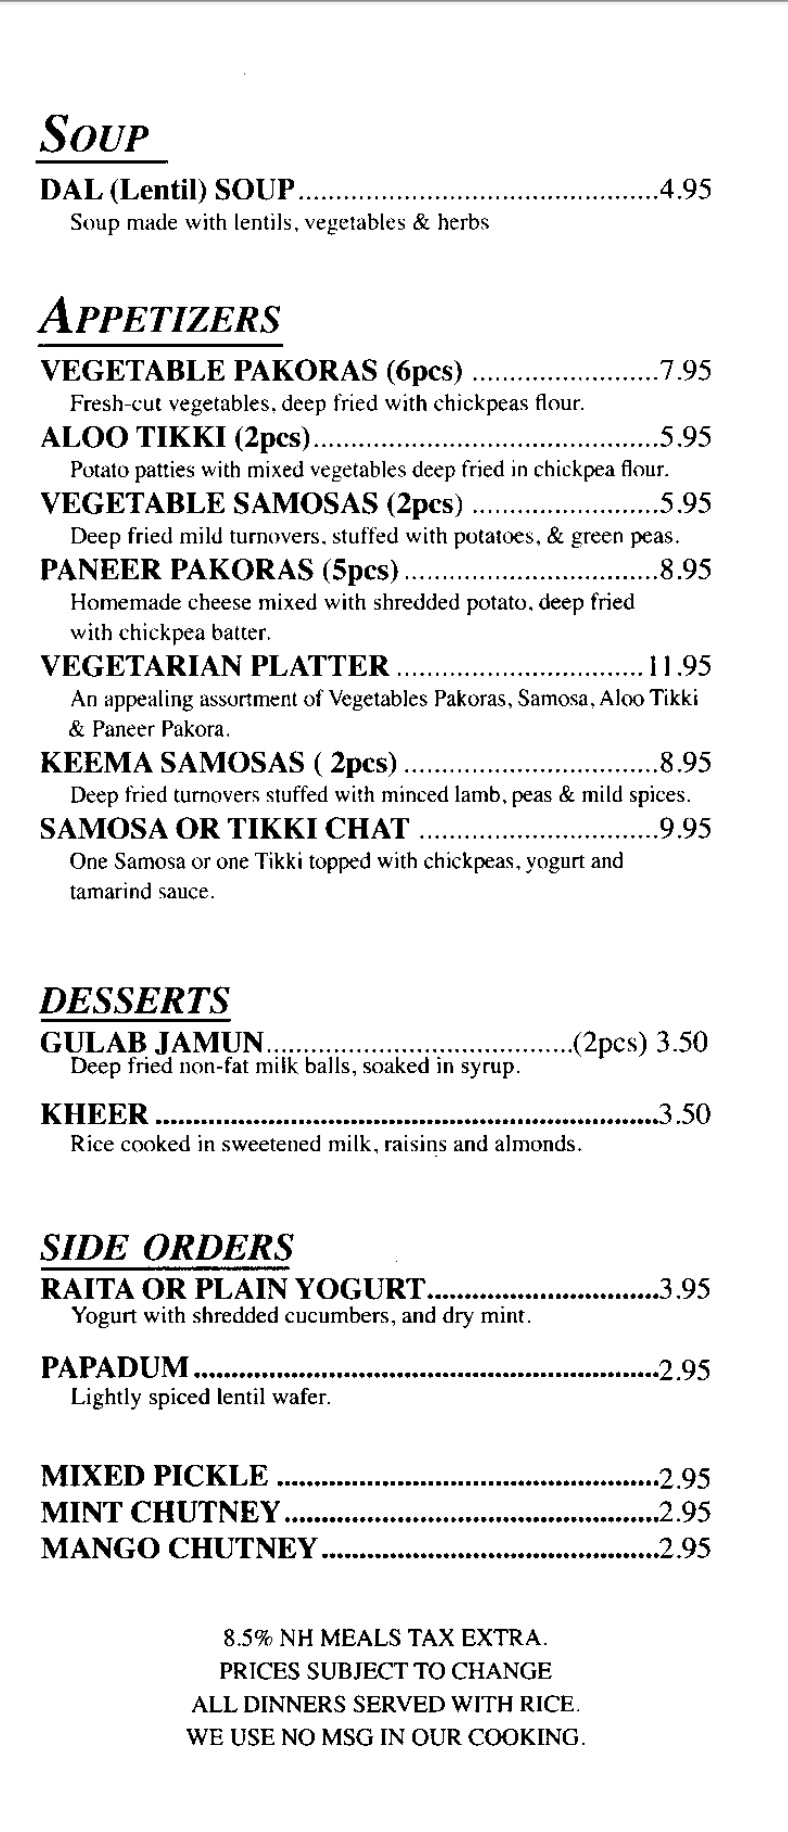 SOUP
DAL (Lentil) SOUP................................................4.95
Soup made with lentils, vegetables & herbs
APPETIZERS
VEGETABLE PAKORAS (6pcs) .........................7.95
Fresh-cut vegetables, deep fried with chickpeas flour.
ALOO TIKKI (2pcs)..............................................5.95
Potato patties with mixed vegetables deep fried in chickpea flour.
VEGETABLE SAMOSAS (2pcs) .........................5.95
Deep fried mild turnovers, stuffed with potatoes, & green peas.
PANEER PAKORAS (5pcs)..................................8.95
Homemade cheese mixed with shredded potato, deep fried
with chickpea batter.
VEGETARIAN PLATTER ................................11.95
An appealing assortment of Vegetables Pakoras, Samosa, Aloo Tikki
& Paneer Pakora.
KEEMA SAMOSAS ( 2pcs)..................................8.95
Deep fried turnovers stuffed with minced lamb, peas & mild spices.
SAMOSA OR TIKKI CHAT ................................9.95
One Samosa or one Tikki topped with chickpeas, yogurt and
tamarind sauce.
DESSERTS
GULAB JAMUN.........................................(2pcs) 3.50
Deep fried non-fat milk balls, soaked in syrup.
KHEER ...................................................................3.50
Rice cooked in sweetened milk, raisins and almonds.
SIDE ORDERS
RAITA OR PLAIN YOGURT...............................3.95
Yogurt with shredded cucumbers, and dry mint.
PAPADUM..............................................................2.95
Lightly spiced lentil wafer.
MIXED PICKLE ...................................................2.95
MINT CHUTNEY..................................................2.95
MANGO CHUTNEY.............................................2.95
8.5% NH MEALS TAX EXTRA.
PRICES SUBJECT TO CHANGE
ALL DINNERS SERVED WITH RICE.
WE USE NO MSG IN OUR COOKING.